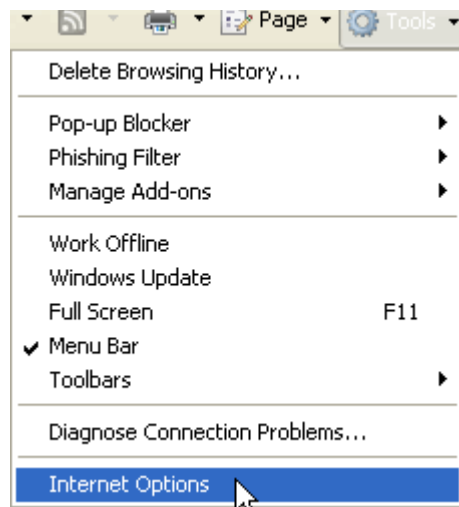 Page Tools
Delete Browsing History...
Pop-up Blocker
Phishing Filter
Manage Add-ons
Work Offline
Windows Update
Full Screen F11
Menu Bar
Toolbars
Diagnose Connection Problems...
Internet Options